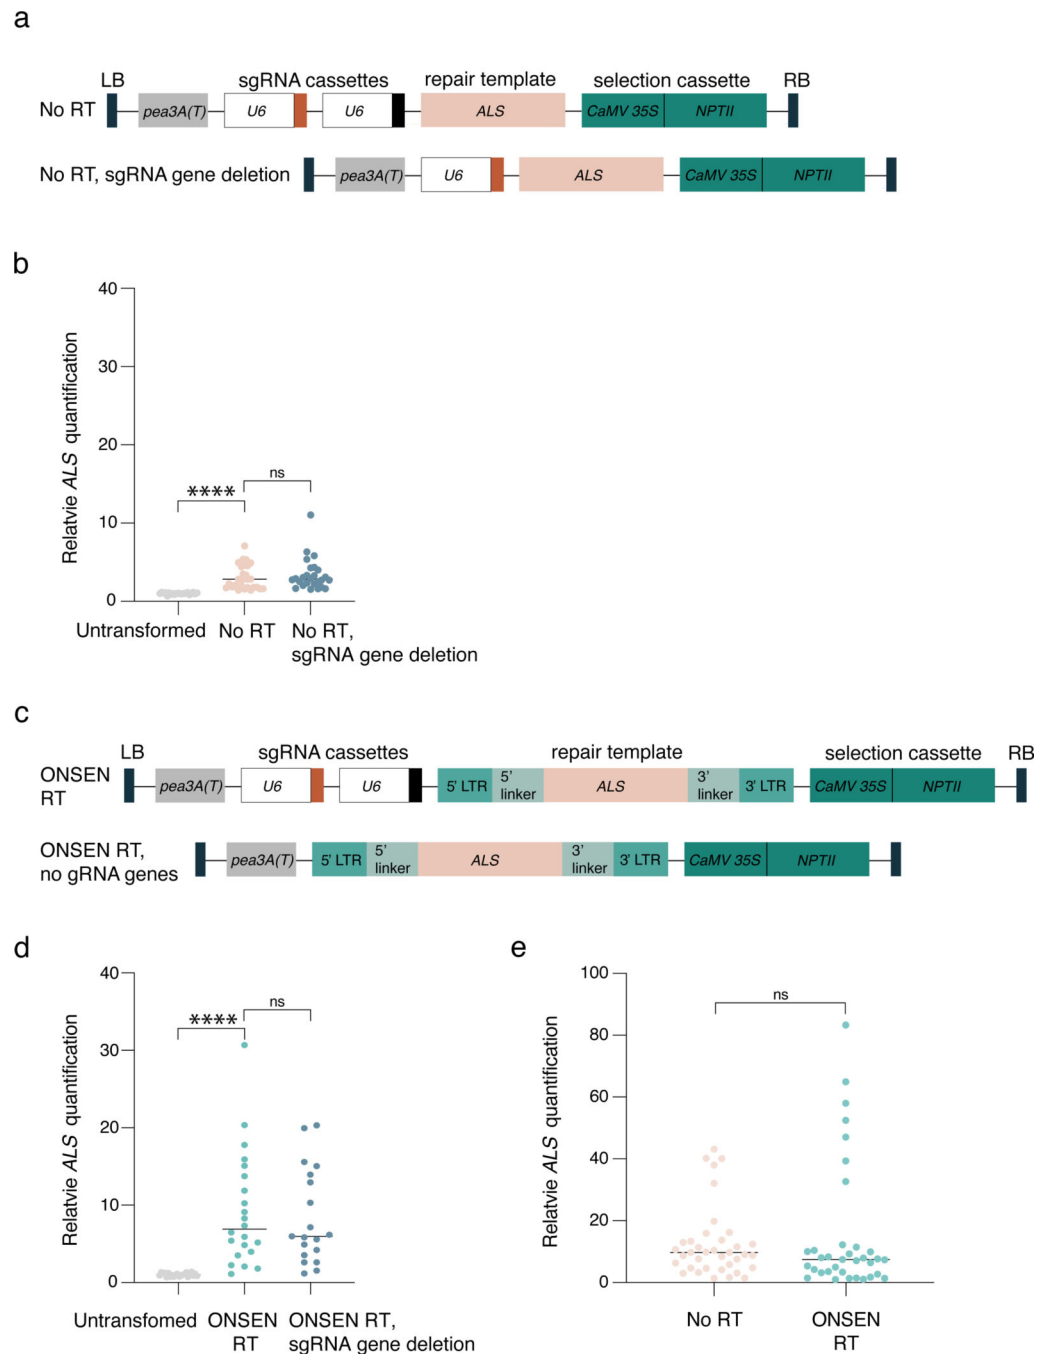 a
LB sgRNA cassettes repair template selection cassette RB
No RT pea3A(T) U6 U6 ALS CaMV 35S NPTII
No RT, sgRNA gene deletion pea3A(T) U6 ALS CaMV 35S NPTII
b
40
30
20
10
0
Relatvie ALS quantification
**** ns
Untransformed No RT No RT,
sgRNA gene deletion
c
LB sgRNA cassettes repair template selection cassette RB
ONSEN
RT
pea3A(T) U6 U6 5' LTR 5'
linker ALS 3'
linker 3' LTR CaMV 35S NPTII
ONSEN RT,
no gRNA genes
pea3A(T) 5' LTR 5'
linker ALS 3'
linker 3' LTR CaMV 35S NPTII
d
40
30
20
10
0
Relatvie ALS quantification
**** ns
Untransfomed ONSEN
RT
ONSEN RT,
sgRNA gene deletion
e
100
80
60
40
20
0
Relatvie ALS quantification
ns
No RT ONSEN
RT